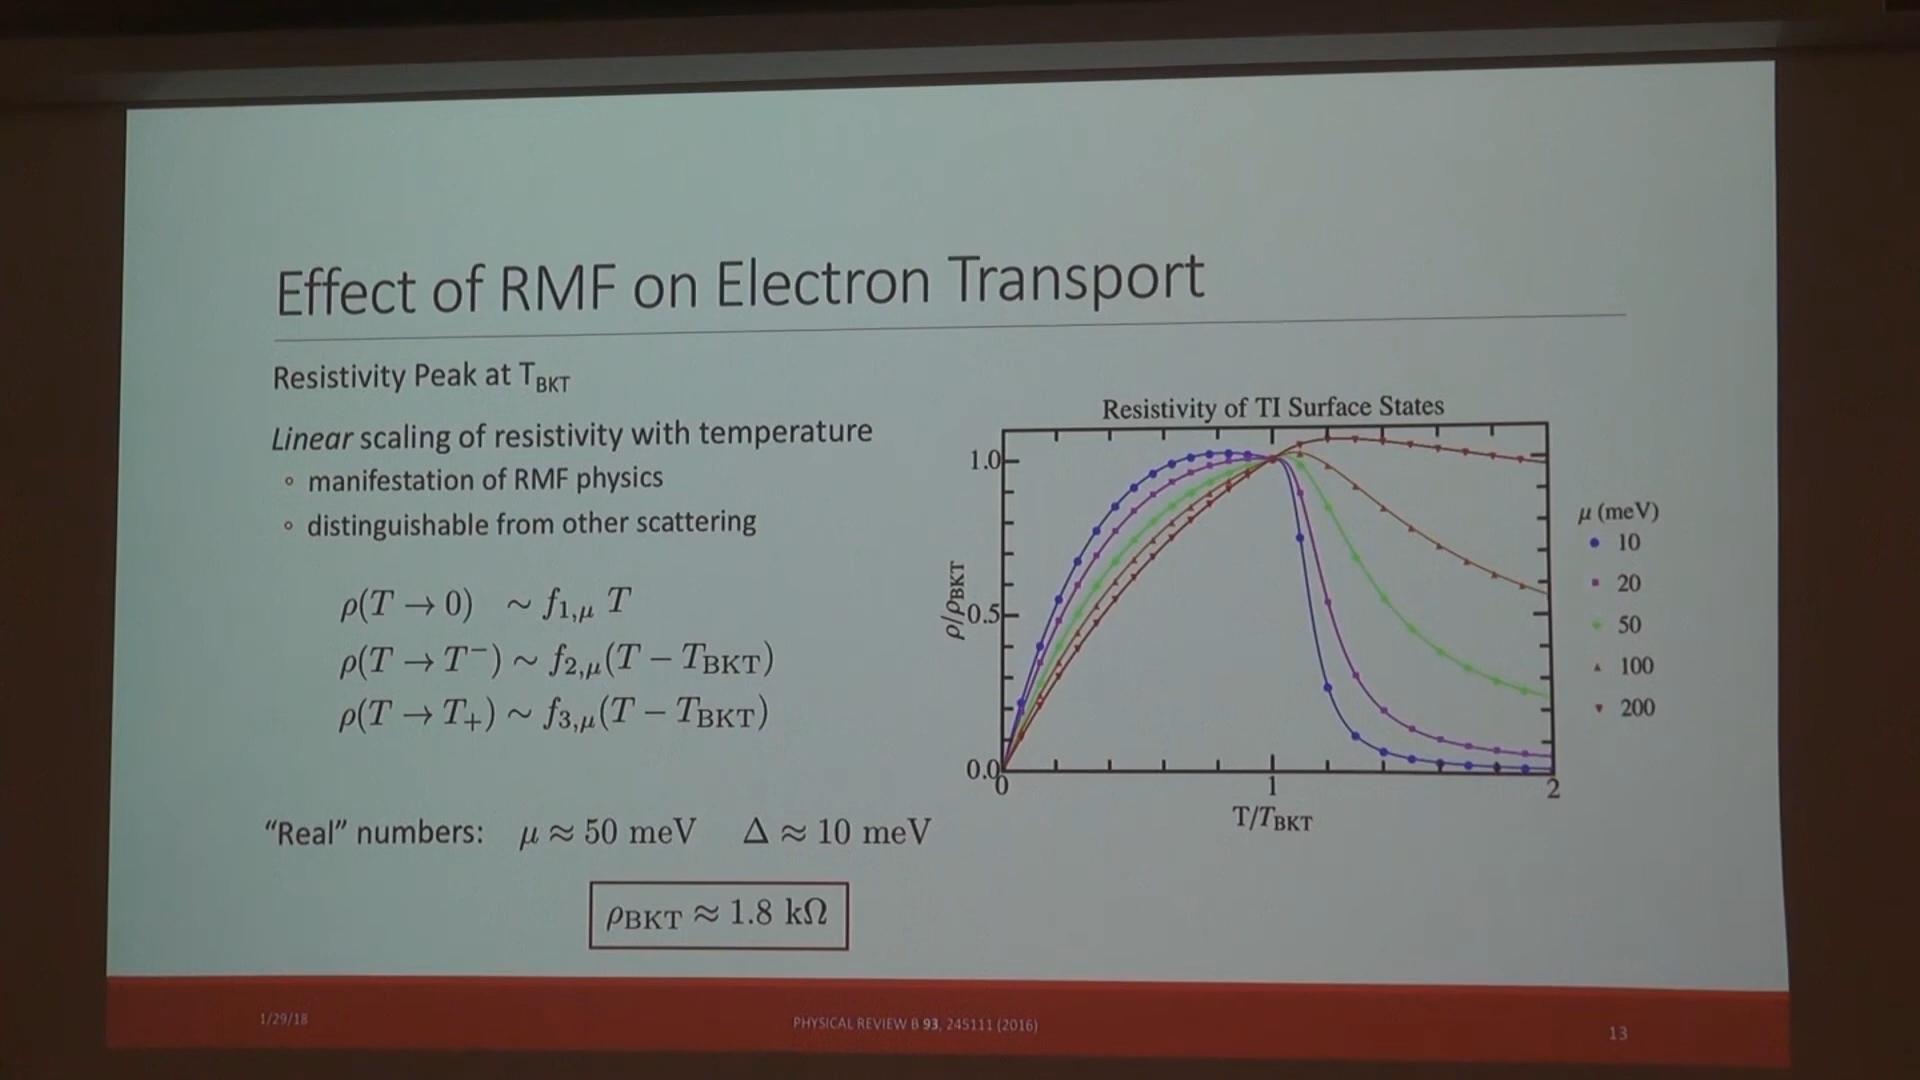 Effect of RMF on Electron Transport
Resistivity Peak at T_BKT
Linear scaling of resistivity with temperature
◦ manifestation of RMF physics
◦ distinguishable from other scattering
ρ(T → 0) ~ f₁,μ T
ρ(T → T⁻) ~ f₂,μ(T − T_BKT)
ρ(T → T₊) ~ f₃,μ(T − T_BKT)
"Real" numbers: μ ≈ 50 meV Δ ≈ 10 meV
ρ_BKT ≈ 1.8 kΩ
Resistivity of TI Surface States
1.0
0.5
0.0
ρ/ρ_BKT
0 1 2
T/T_BKT
μ (meV)
10
20
50
100
200
1/29/18
PHYSICAL REVIEW B 93, 245111 (2016)
13